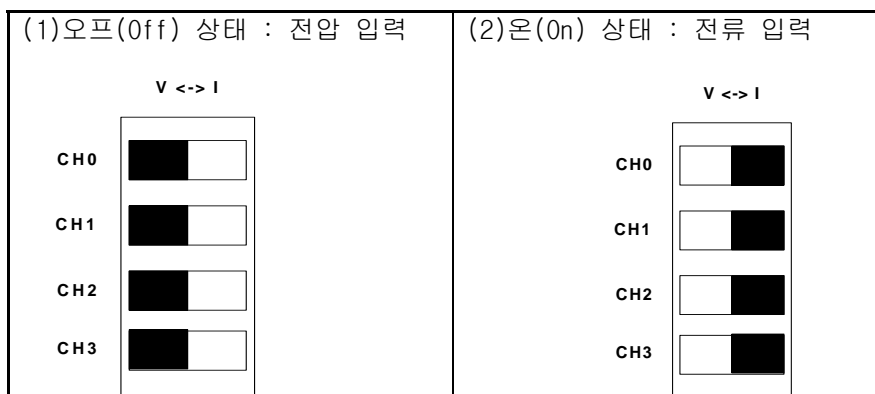 (1)오프(Off) 상태 : 전압 입력
V <-> I
CH0
CH1
CH2
CH3
(2)온(On) 상태 : 전류 입력
V <-> I
CH0
CH1
CH2
CH3